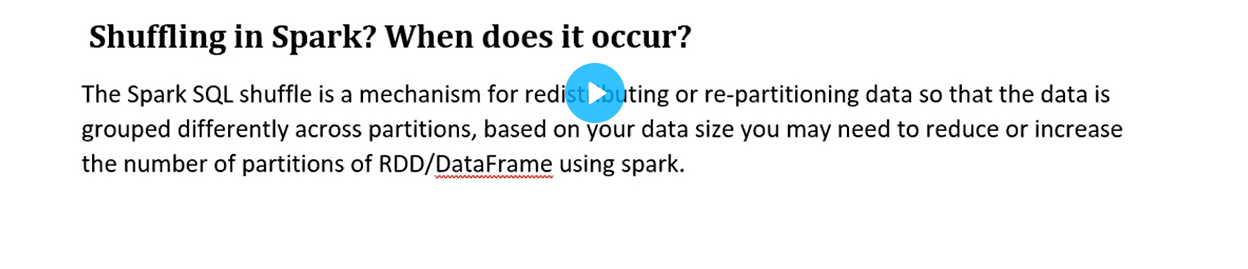 Shuffling in Spark? When does it occur?
The Spark SQL shuffle is a mechanism for redistributing or re-partitioning data so that the data is
grouped differently across partitions, based on your data size you may need to reduce or increase
the number of partitions of RDD/DataFrame using spark.